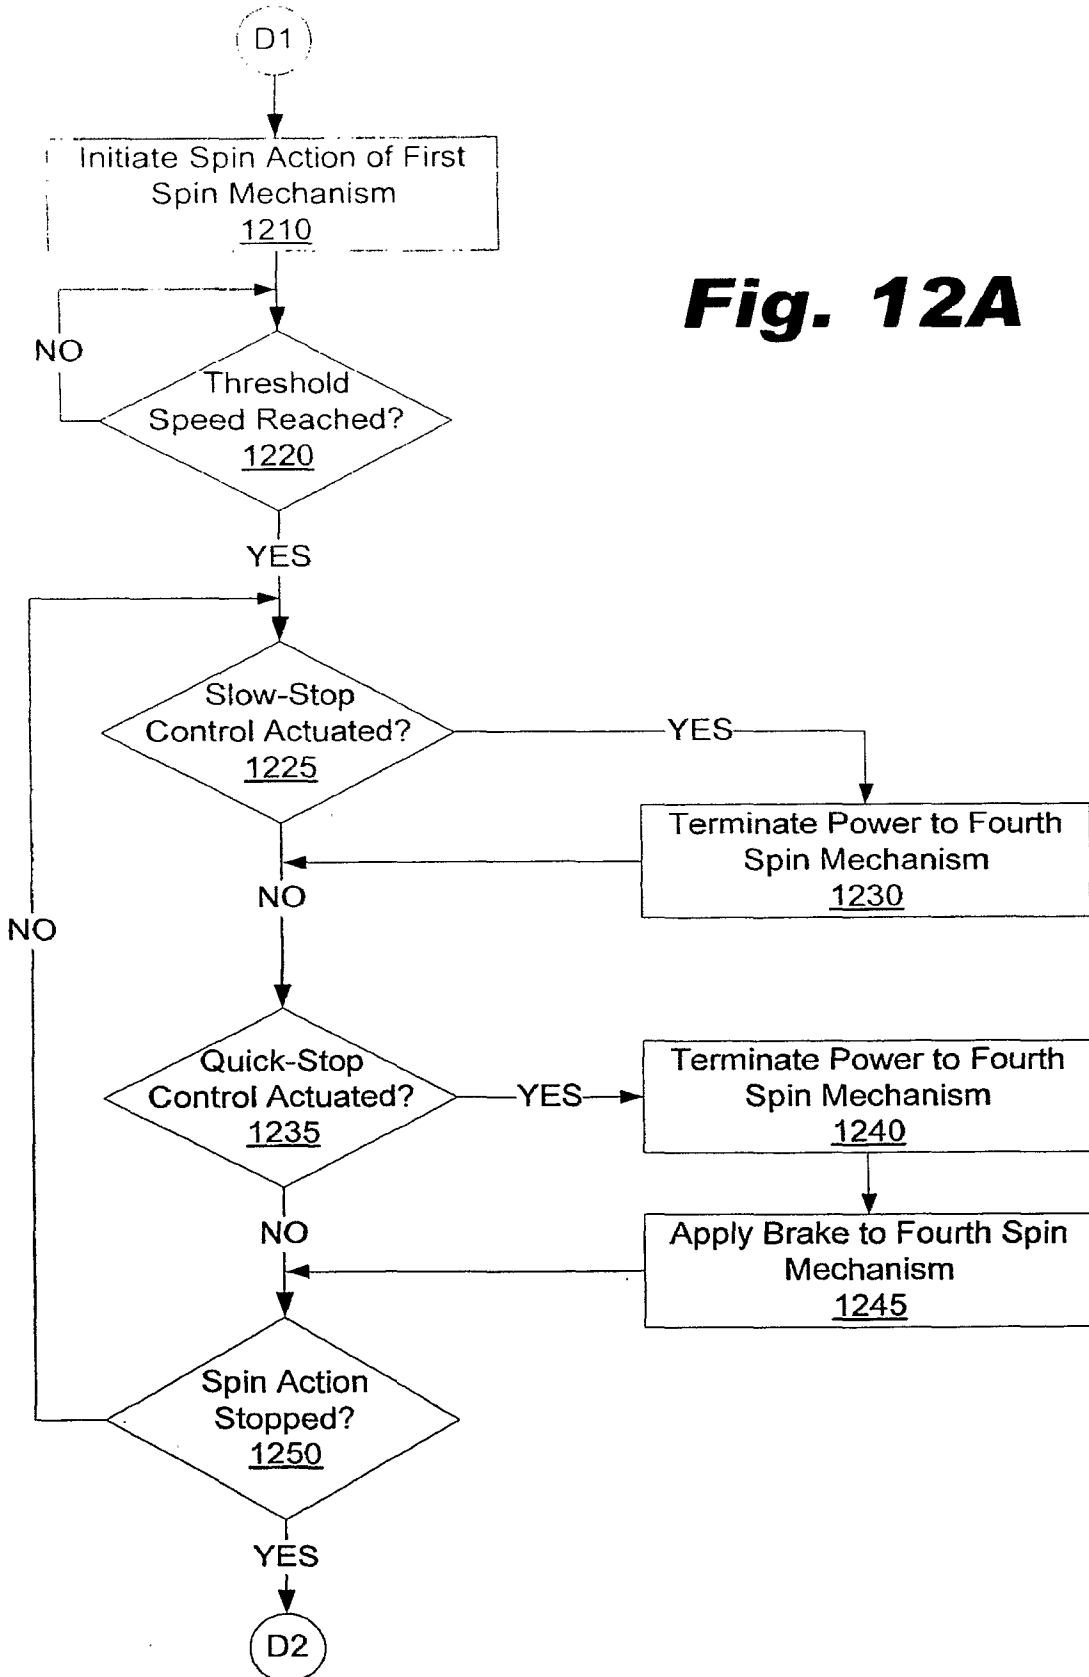 D1
Initiate Spin Action of First
Spin Mechanism
1210
Fig. 12A
NO
Threshold
Speed Reached?
1220
YES
Slow-Stop
Control Actuated?
1225
YES
Terminate Power to Fourth
Spin Mechanism
1230
NO
NO
Quick-Stop
Control Actuated?
1235
YES
Terminate Power to Fourth
Spin Mechanism
1240
NO
Apply Brake to Fourth Spin
Mechanism
1245
Spin Action
Stopped?
1250
YES
D2